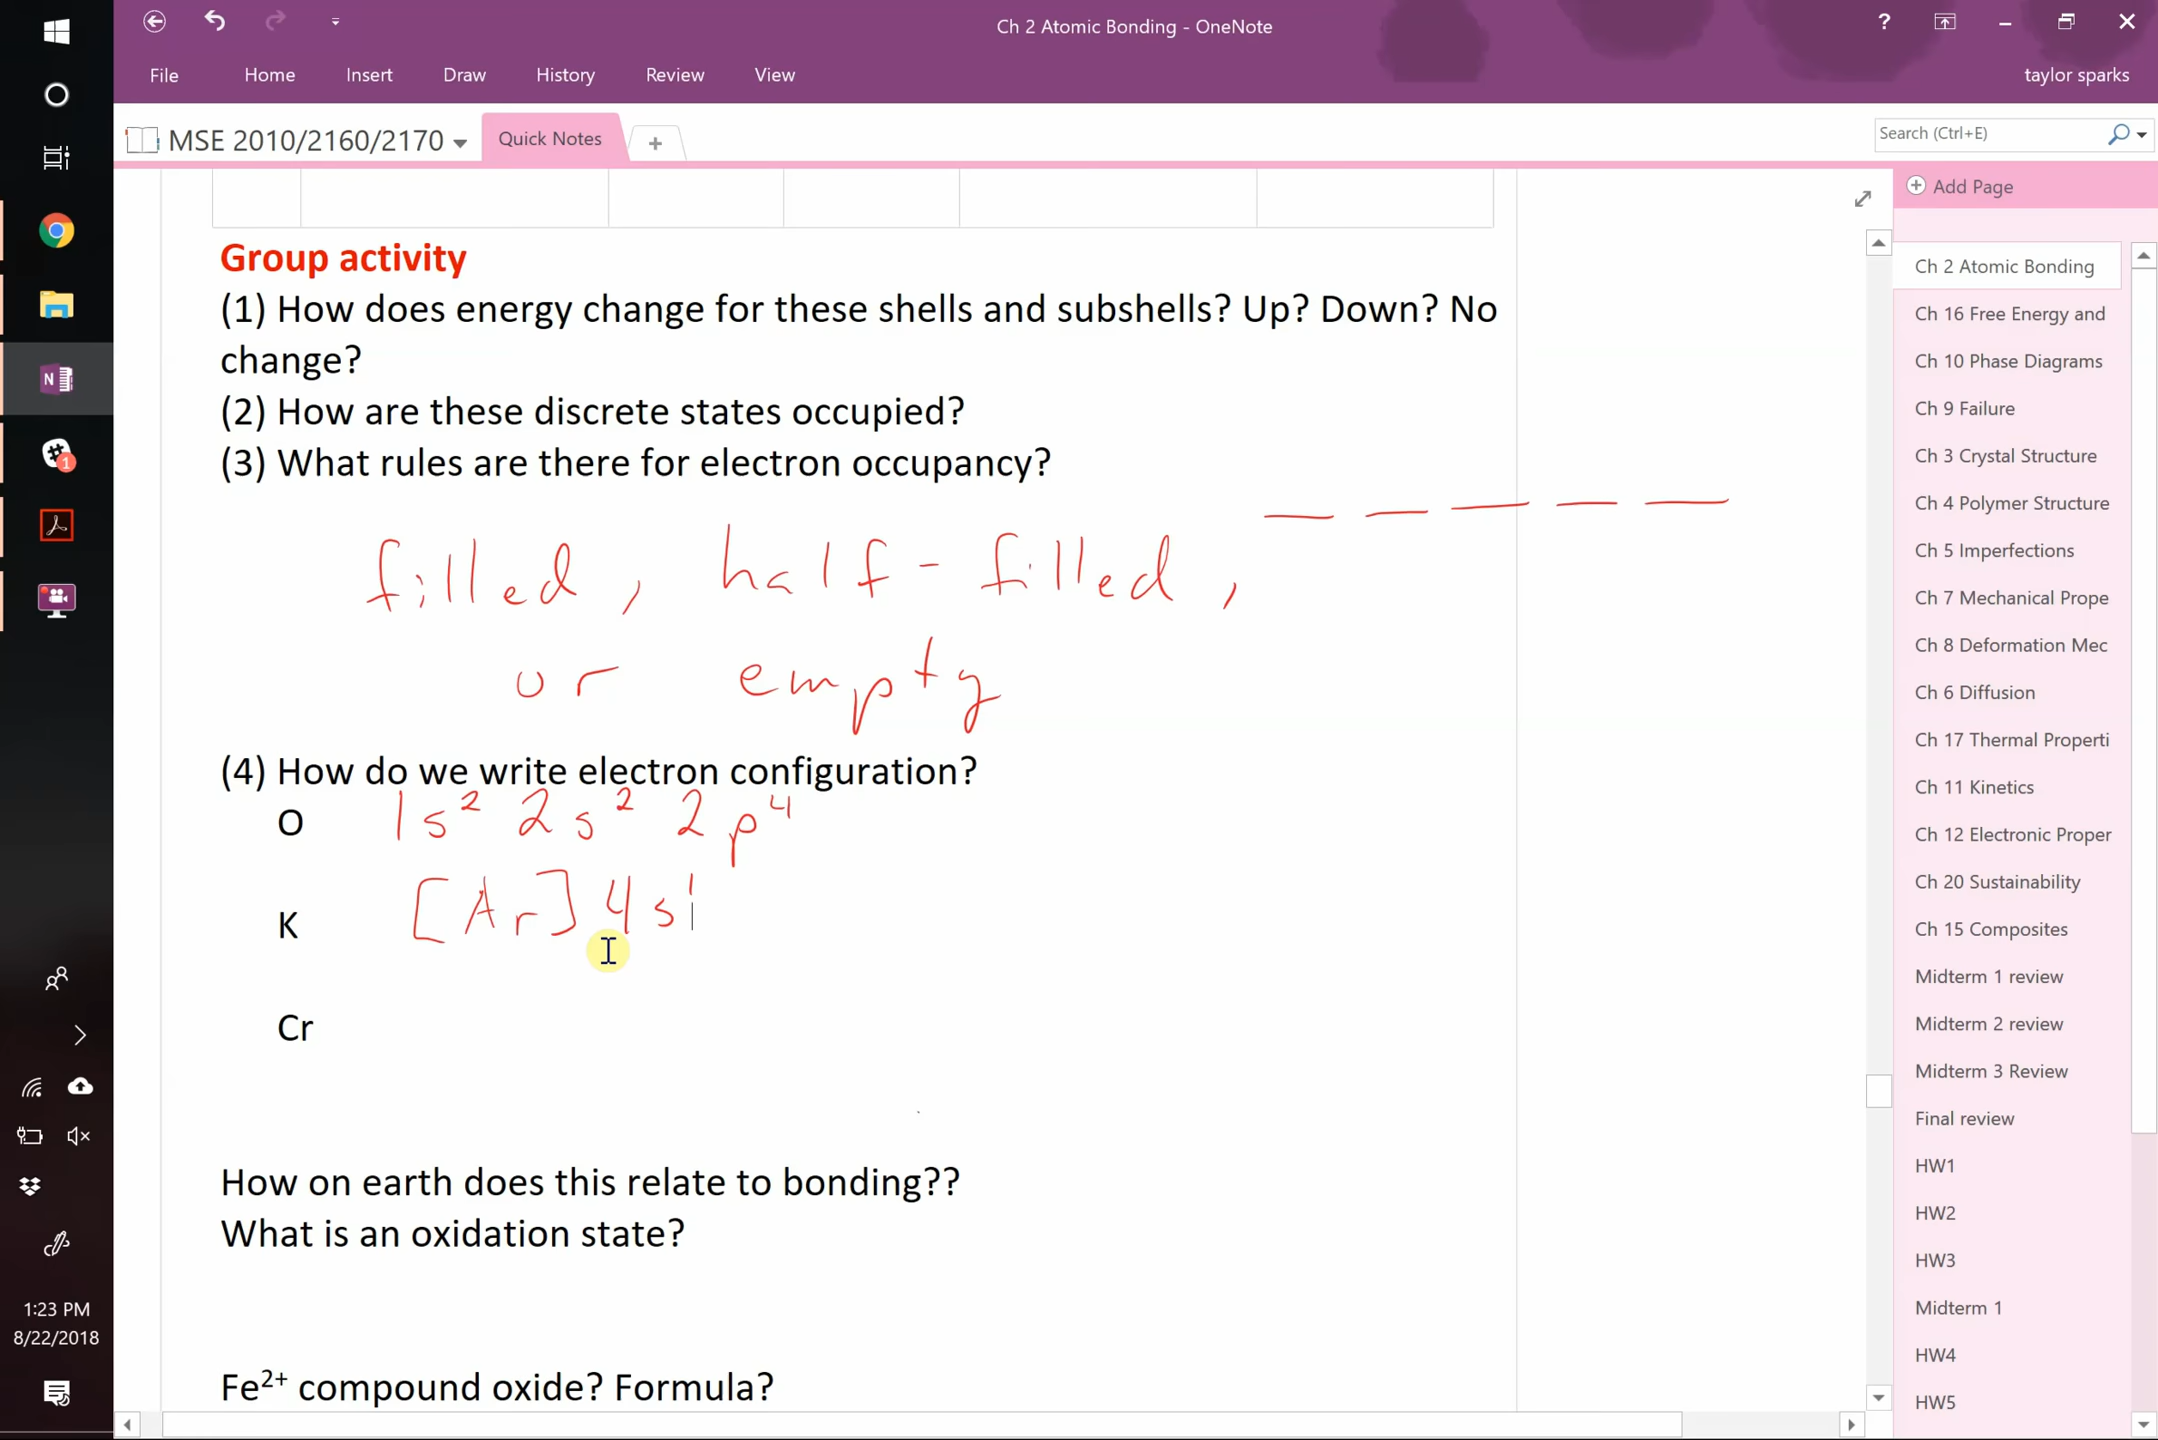 Ch 2 Atomic Bonding - OneNote
?
File Home Insert Draw History Review View
taylor sparks
MSE 2010/2160/2170
Quick Notes
+
Search (Ctrl+E)
Add Page
Group activity
(1) How does energy change for these shells and subshells? Up? Down? No
change?
(2) How are these discrete states occupied?
(3) What rules are there for electron occupancy?
filled, half-filled,
or empty
(4) How do we write electron configuration?
O 1s² 2s² 2p⁴
K [Ar] 4s¹
Cr
How on earth does this relate to bonding??
What is an oxidation state?
Fe²⁺ compound oxide? Formula?
Ch 2 Atomic Bonding
Ch 16 Free Energy and
Ch 10 Phase Diagrams
Ch 9 Failure
Ch 3 Crystal Structure
Ch 4 Polymer Structure
Ch 5 Imperfections
Ch 7 Mechanical Prope
Ch 8 Deformation Mec
Ch 6 Diffusion
Ch 17 Thermal Properti
Ch 11 Kinetics
Ch 12 Electronic Proper
Ch 20 Sustainability
Ch 15 Composites
Midterm 1 review
Midterm 2 review
Midterm 3 Review
Final review
HW1
HW2
HW3
Midterm 1
HW4
HW5
N
1
1:23 PM
8/22/2018